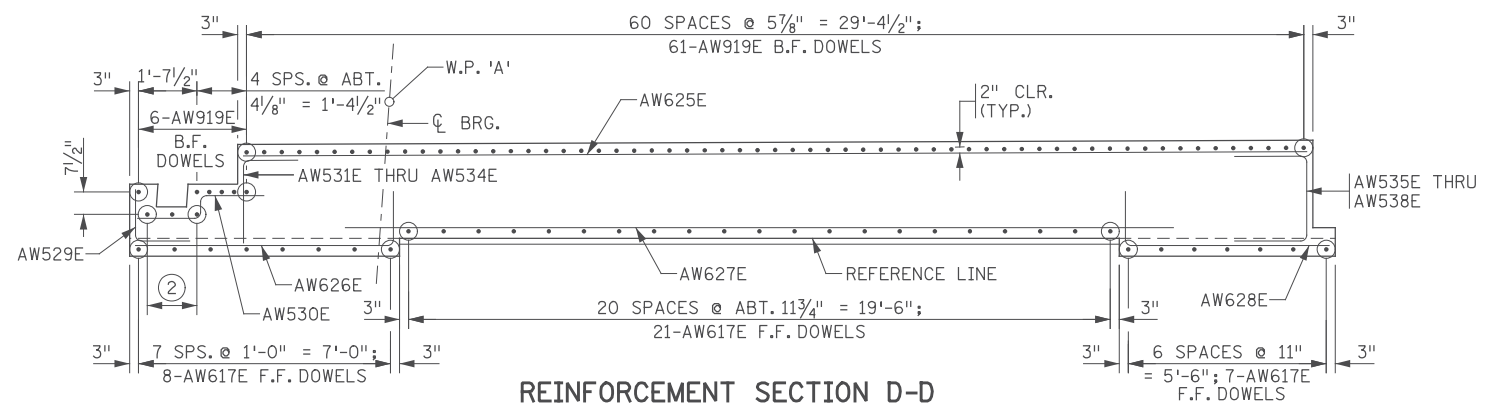 3"
60 SPACES @ 5⅞" = 29'-4½";
61-AW919E B.F. DOWELS
3"
3"
1'-7½"
4 SPS. @ ABT.
4⅛" = 1'-4½"
W.P. 'A'
℄ BRG.
6-AW919E
B.F.
DOWELS
AW625E
2" CLR.
(TYP.)
7½"
AW531E THRU AW534E
AW535E THRU
AW538E
AW529E
AW626E
AW627E
REFERENCE LINE
AW628E
2
AW530E
3"
20 SPACES @ ABT. 11¾" = 19'-6";
21-AW617E F.F. DOWELS
3"
3"
7 SPS. @ 1'-0" = 7'-0";
8-AW617E F.F. DOWELS
3"
3"
6 SPACES @ 11"
= 5'-6"; 7-AW617E
F.F. DOWELS
3"
REINFORCEMENT SECTION D-D